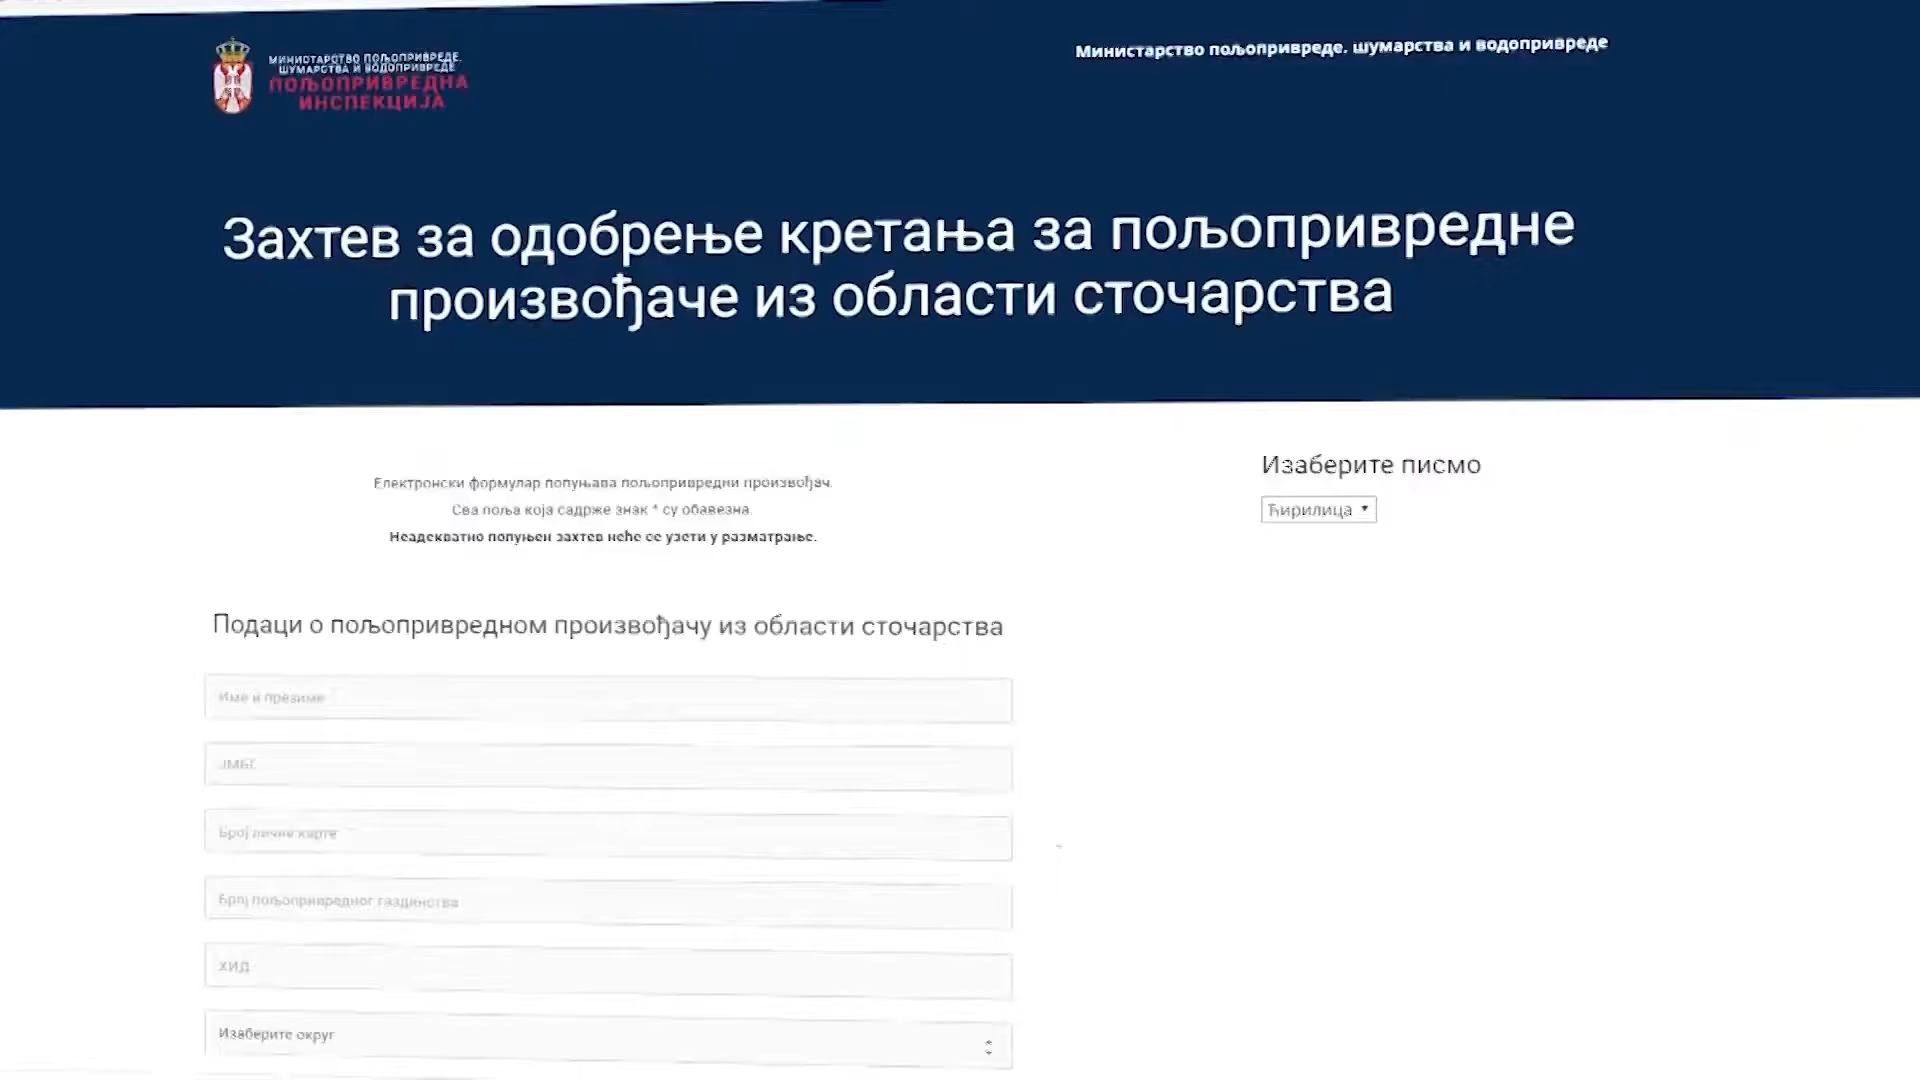 МИНИСТАРСТВО ПОЉОПРИВРЕДЕ,
ШУМАРСТВА И ВОДОПРИВРЕДЕ
ПОЉОПРИВРЕДНА
ИНСПЕКЦИЈА
Министарство пољопривреде, шумарства и водопривреде
Захтев за одобрење кретања за пољопривредне
произвођаче из области сточарства
Електронски формулар попуњава пољопривредни произвођач.
Сва поља која садрже знак * су обавезна.
Неадекватно попуњен захтев неће се узети у разматрање.
Изаберите писмо
Ћирилица
Подаци о пољопривредном произвођачу из области сточарства
Име и презиме
ЈМБГ
Број личне карте
Број пољопривредног газдинства
ХИД
Изаберите округ